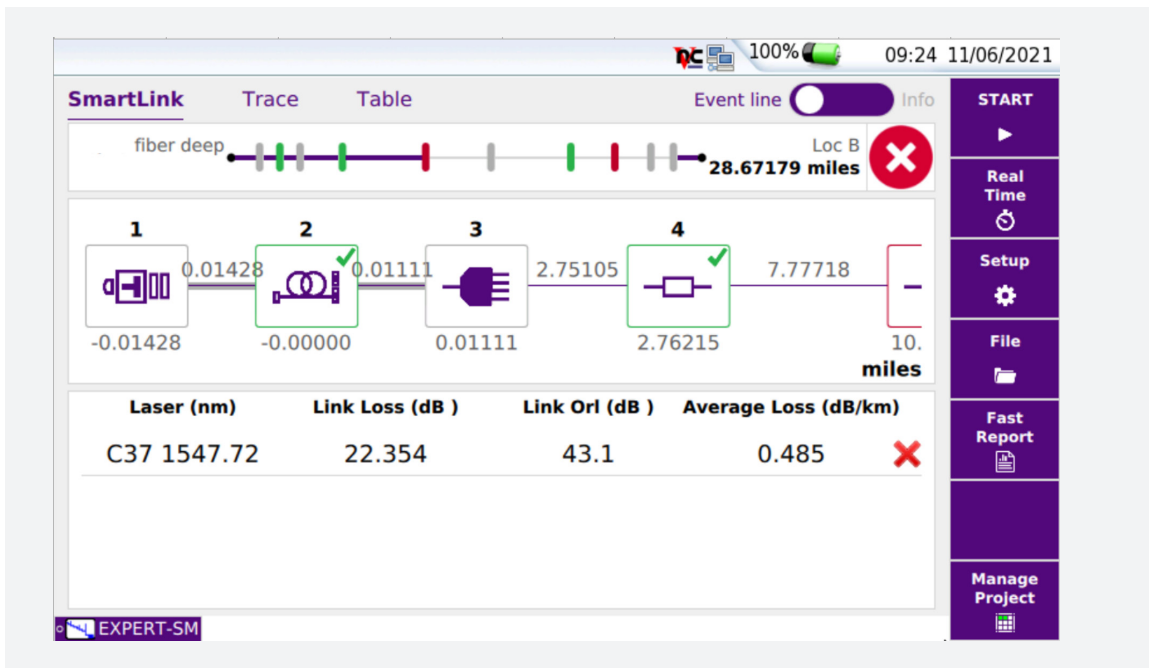 100% 09:24 11/06/2021
SmartLink Trace Table Event line Info
fiber deep Loc B
28.67179 miles
1 2 3 4
0.01428 0.01111 2.75105 7.77718
-0.01428 -0.00000 0.01111 2.76215 10.
miles
Laser (nm) Link Loss (dB ) Link Orl (dB ) Average Loss (dB/km)
C37 1547.72 22.354 43.1 0.485
START
Real
Time
Setup
File
Fast
Report
Manage
Project
EXPERT-SM